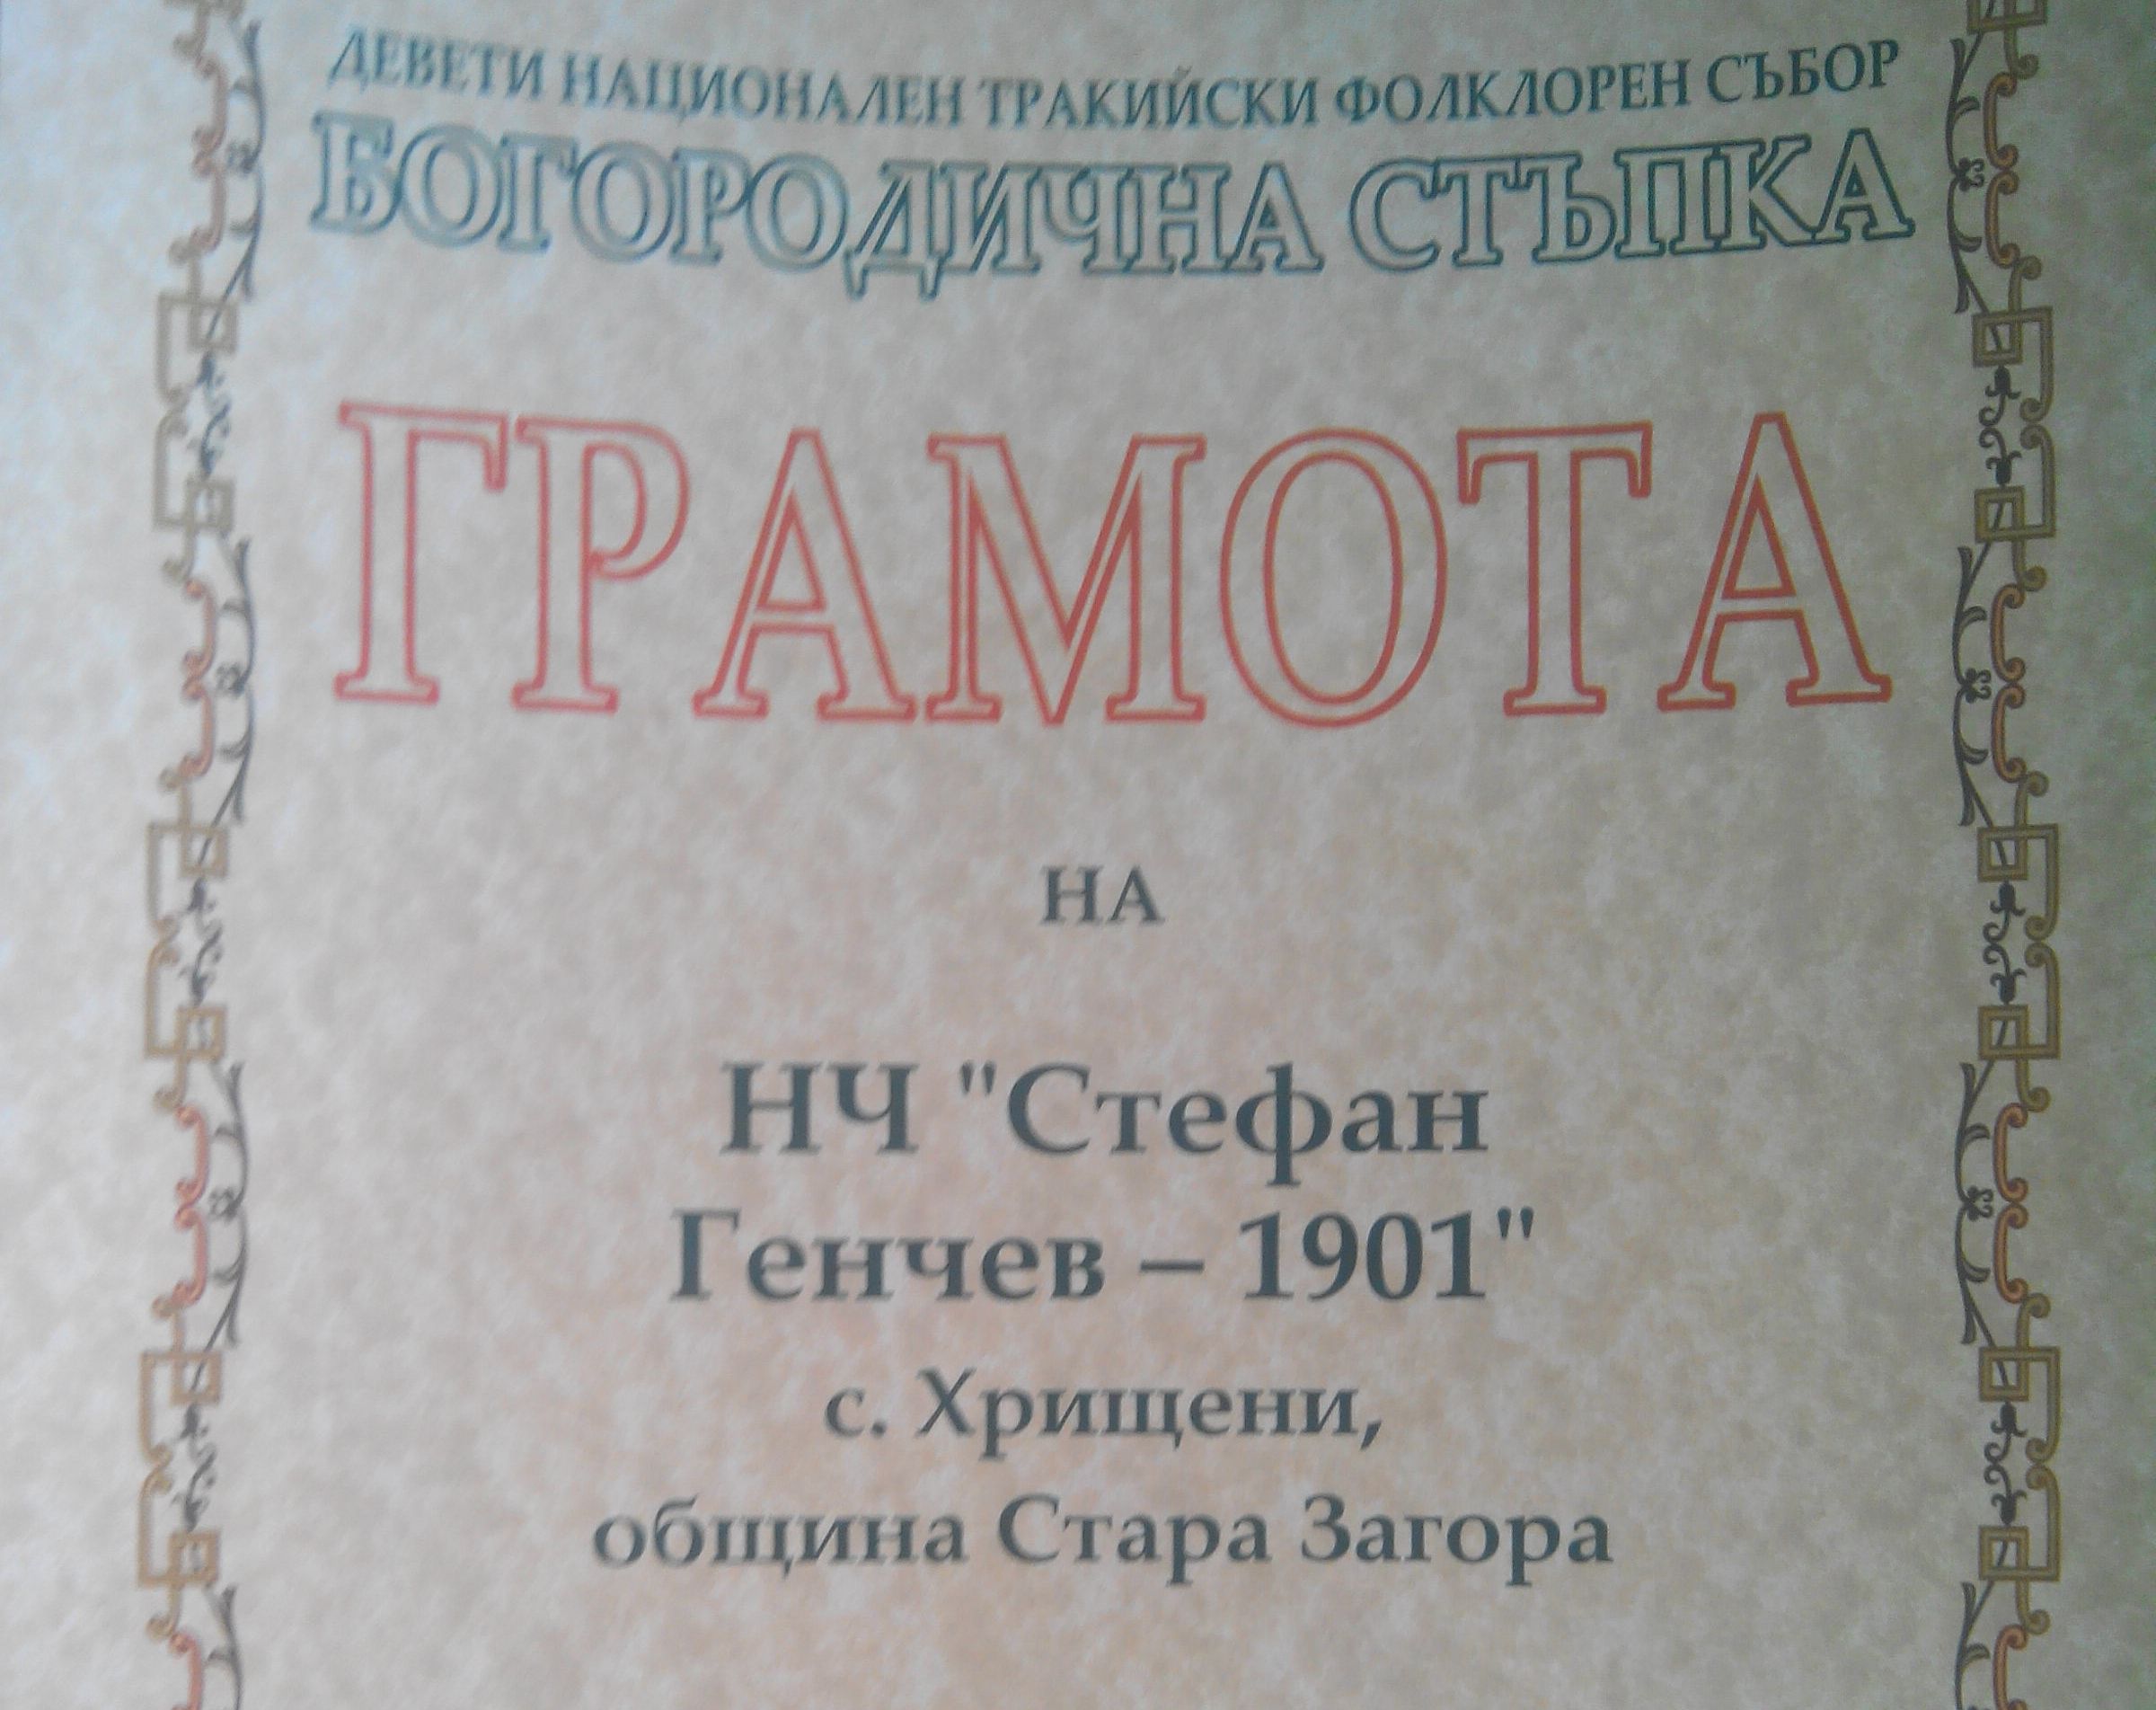 ДЕВЕТИ НАЦИОНАЛЕН ТРАКИЙСКИ ФОЛКЛОРЕН СЪБОР
БОГОРОДИЧНА СТЪПКА
ГРАМОТА
НА
НЧ "Стефан
Генчев – 1901"
с. Хрищени,
община Стара Загора